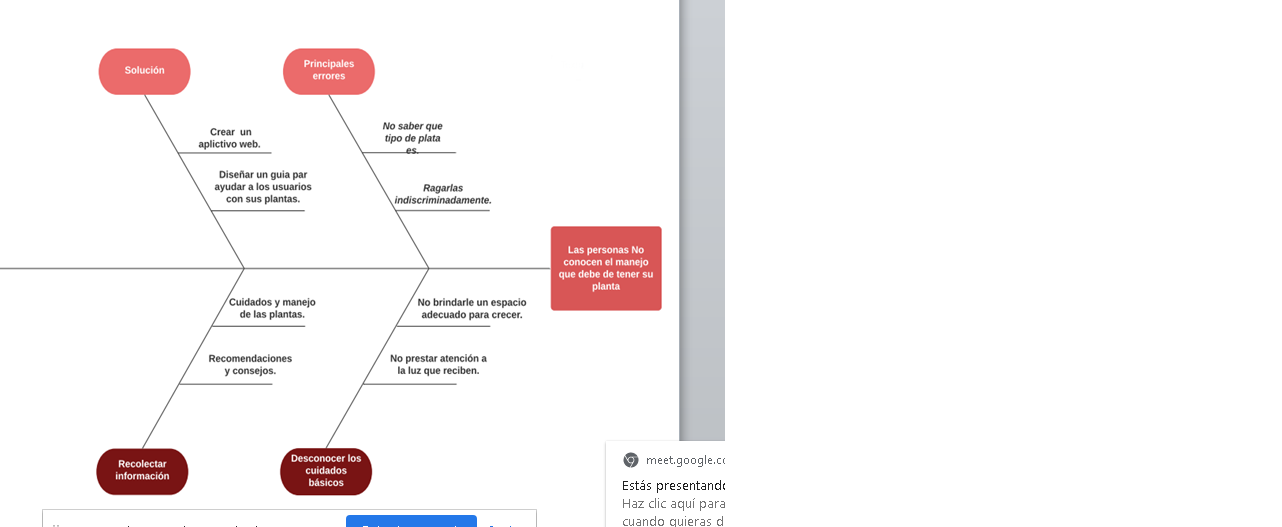 Solución
Principales
errores
Crear un
aplictivo web.
No saber que
tipo de plata
es.
Diseñar un guia par
ayudar a los usuarios
con sus plantas.
Ragarlas
indiscriminadamente.
Las personas No
conocen el manejo
que debe de tener su
planta
Cuidados y manejo
de las plantas.
No brindarle un espacio
adecuado para crecer.
Recomendaciones
y consejos.
No prestar atención a
la luz que reciben.
Recolectar
información
Desconocer los
cuidados
básicos
meet.google.co
Estás presentando
Haz clic aquí para
cuando quieras d